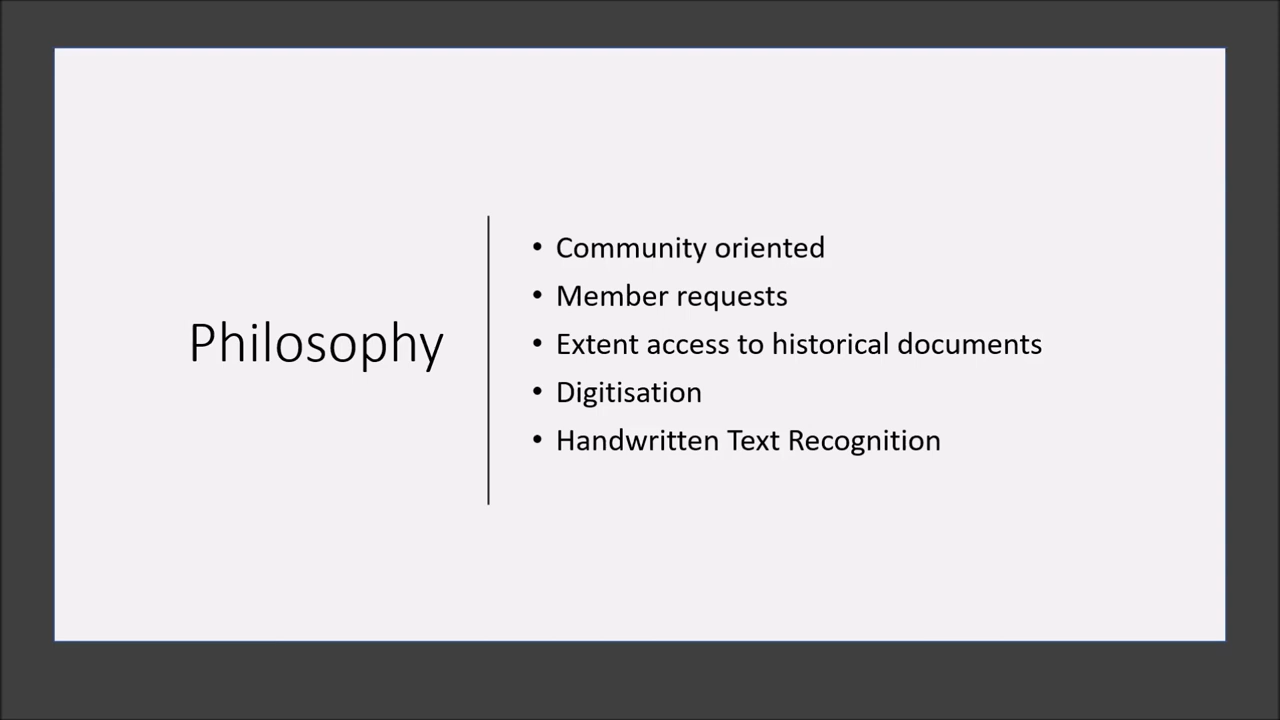 Philosophy
• Community oriented
• Member requests
• Extent access to historical documents
• Digitisation
• Handwritten Text Recognition